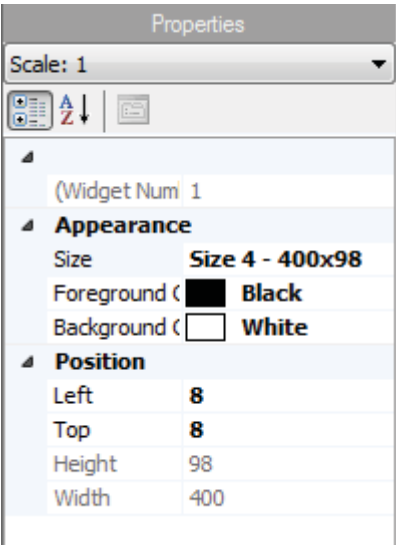 Properties
Scale: 1
A
Z
(Widget Num 1
Appearance
Size Size 4 - 400x98
Foreground C Black
Background C White
Position
Left 8
Top 8
Height 98
Width 400